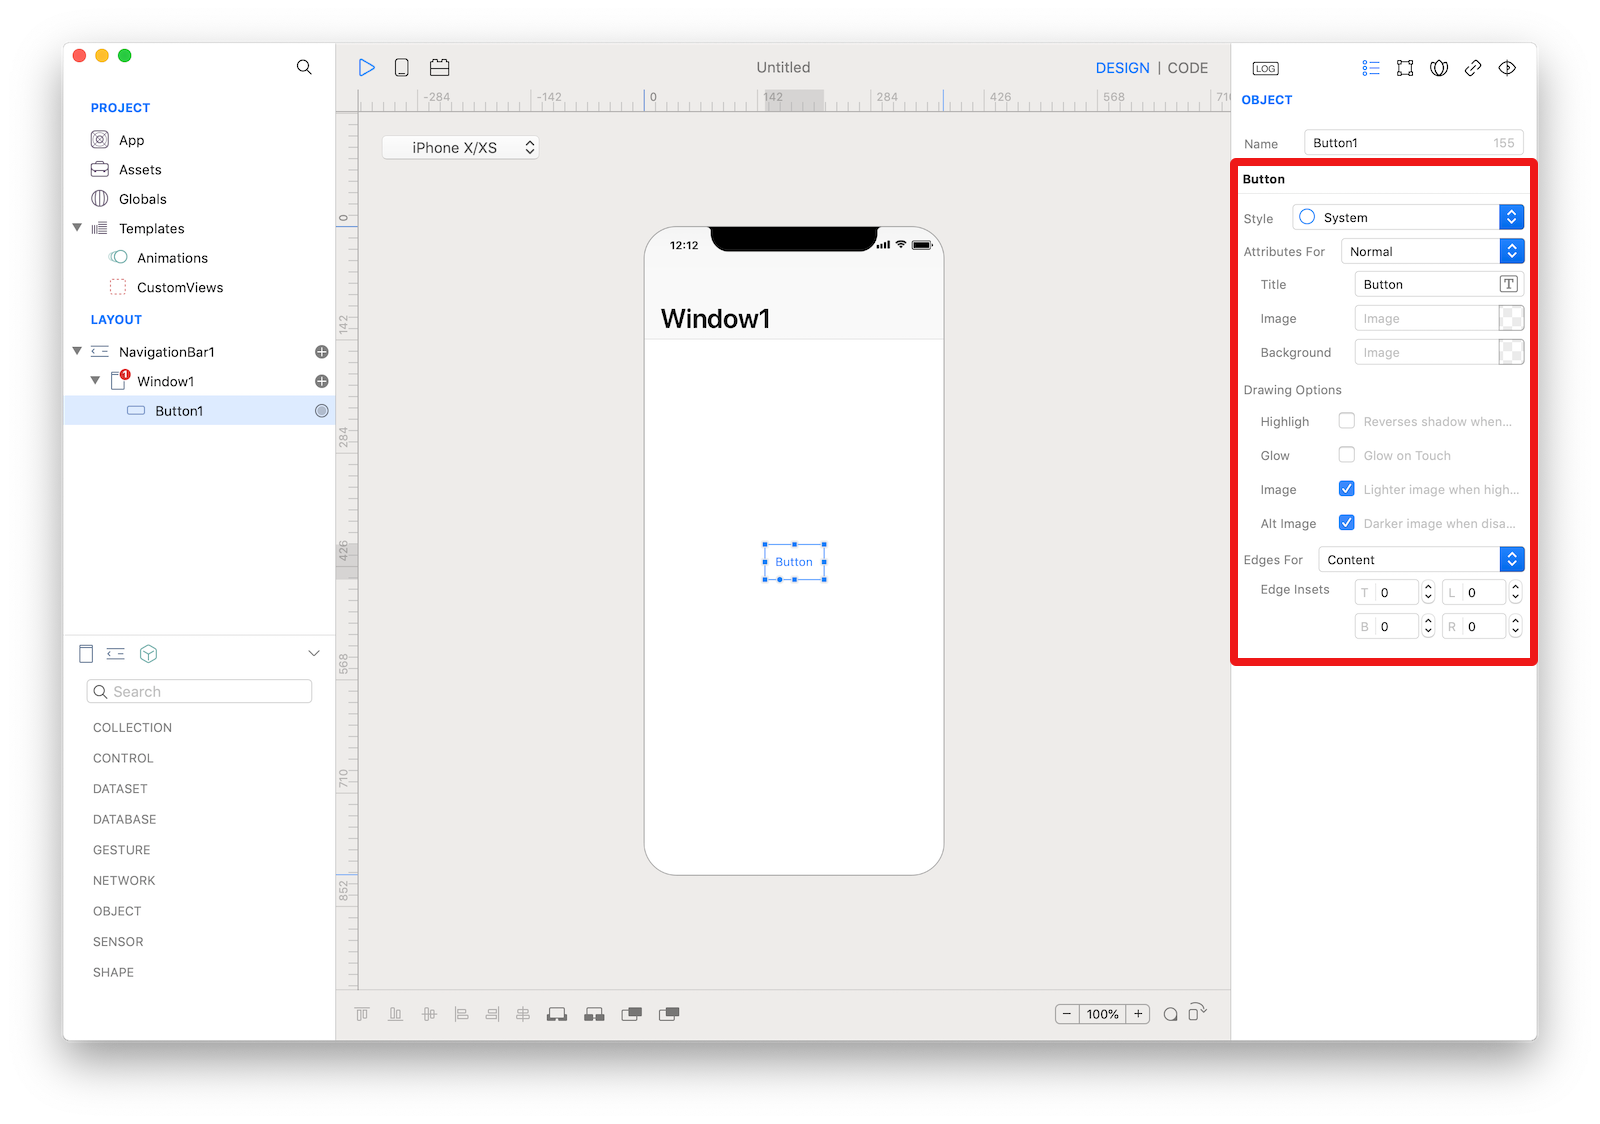 PROJECT
App
Assets
Globals
Templates
Animations
CustomViews
LAYOUT
NavigationBar1
Window1
1
Button1
Search
COLLECTION
CONTROL
DATASET
DATABASE
GESTURE
NETWORK
OBJECT
SENSOR
SHAPE
Untitled
DESIGN | CODE
-284 -142 0 142 284 426 568 710
iPhone X/XS
0
142
284
426
568
710
852
12:12
Window1
Button
100%
LOG
OBJECT
Name Button1 155
Button
Style System
Attributes For Normal
Title Button T
Image Image
Background Image
Drawing Options
Highligh Reverses shadow when...
Glow Glow on Touch
Image Lighter image when high...
Alt Image Darker image when disa...
Edges For Content
Edge Insets T 0 L 0
B 0 R 0